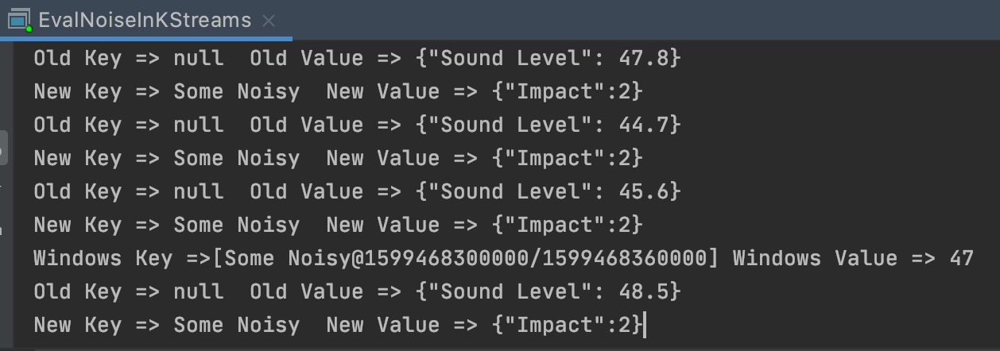 EvalNoiseInKStreams
Old Key => null  Old Value => {"Sound Level": 47.8}
New Key => Some Noisy  New Value => {"Impact":2}
Old Key => null  Old Value => {"Sound Level": 44.7}
New Key => Some Noisy  New Value => {"Impact":2}
Old Key => null  Old Value => {"Sound Level": 45.6}
New Key => Some Noisy  New Value => {"Impact":2}
Windows Key =>[Some Noisy@1599468300000/1599468360000] Windows Value => 47
Old Key => null  Old Value => {"Sound Level": 48.5}
New Key => Some Noisy  New Value => {"Impact":2}